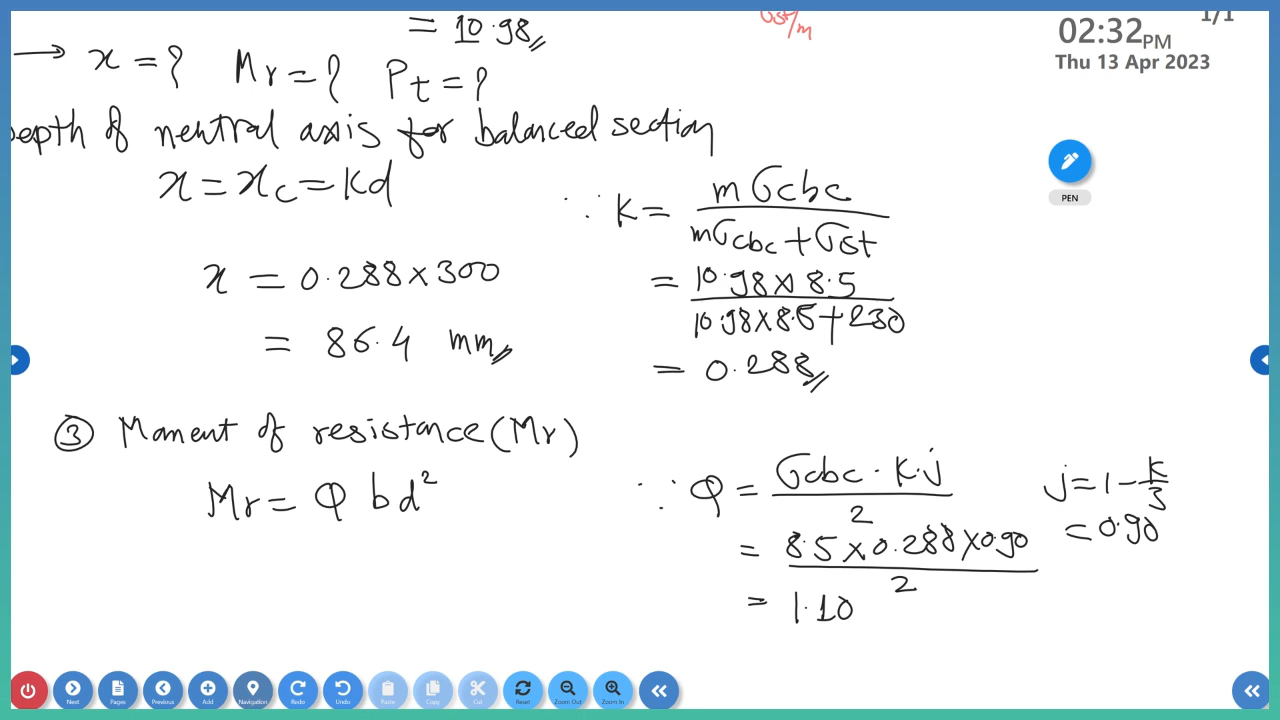 = 10.98
σst/m
1/1
02:32 PM
Thu 13 Apr 2023
→ x = ? Mr = ? Pt = ?
Depth of neutral axis for balanced section
x = xc = Kd
∵ K = mσcbc / mσcbc + σst
PEN
x = 0.288 × 300
= 10.98 × 8.5 / 10.98 × 8.5 + 230
= 86.4 mm
= 0.288
③ Moment of resistance (Mr)
Mr = Q bd²
∵ Q = σcbc · K · j / 2
j = 1 - K/3
= 0.90
= 8.5 × 0.288 × 0.90 / 2
= 1.10
Next Pages Previous Add Navigation Redo Undo Paste Copy Cut Reset Zoom Out Zoom In